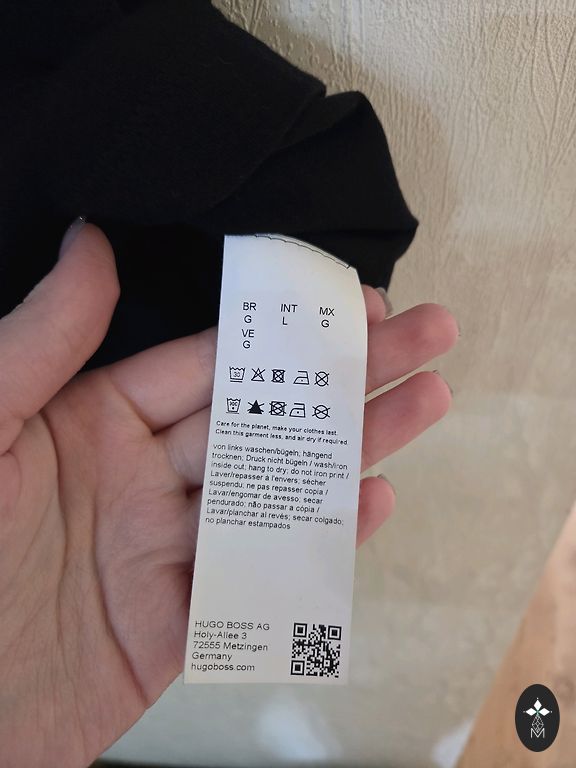 BR INT MX
G L G
VE
G
30
30C
Care for the planet, make your clothes last.
Clean this garment less, and air dry if required
von links waschen/bügeln; hängend
trocknen; Druck nicht bügeln / wash/iron
inside out; hang to dry; do not iron print /
Laver/repasser à l'envers; sécher
suspendu; ne pas repasser copia /
Lavar/engomar de avesso; secar
pendurado; não passar a cópia /
Lavar/planchar al revés; secar colgado;
no planchar estampados
HUGO BOSS AG
Holy-Allee 3
72555 Metzingen
Germany
hugoboss.com
M